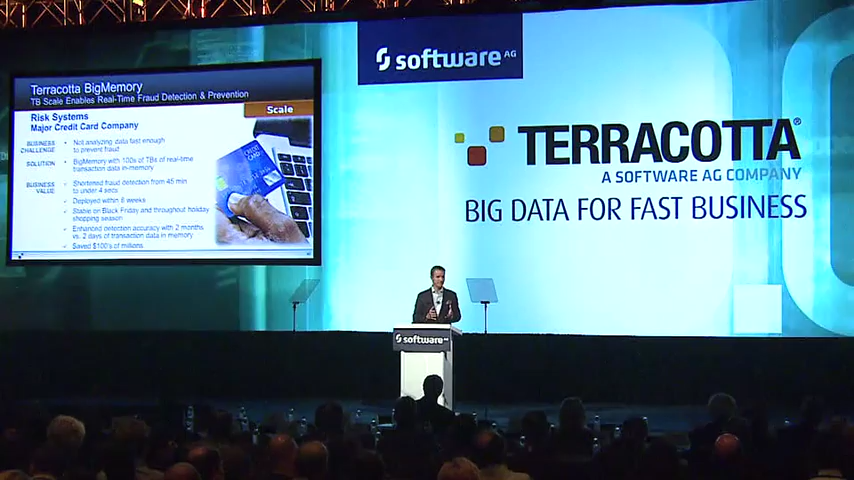 software AG
Terracotta BigMemory
TB Scale Enables Real-Time Fraud Detection & Prevention
Scale
Risk Systems
Major Credit Card Company
BUSINESS CHALLENGE
• Not analyzing data fast enough
to prevent fraud
SOLUTION
• BigMemory with 100s of TBs of real-time
transaction data in-memory
BUSINESS VALUE
✓ Shortened fraud detection from 45 min
to under 4 secs
✓ Deployed within 6 weeks
✓ Stable on Black Friday and throughout holiday
shopping season
✓ Enhanced detection accuracy with 2 months
vs. 2 days of transaction data in memory
✓ Saved $100's of millions
CREDIT CARD
TERRACOTTA®
A SOFTWARE AG COMPANY
BIG DATA FOR FAST BUSINESS
software AG